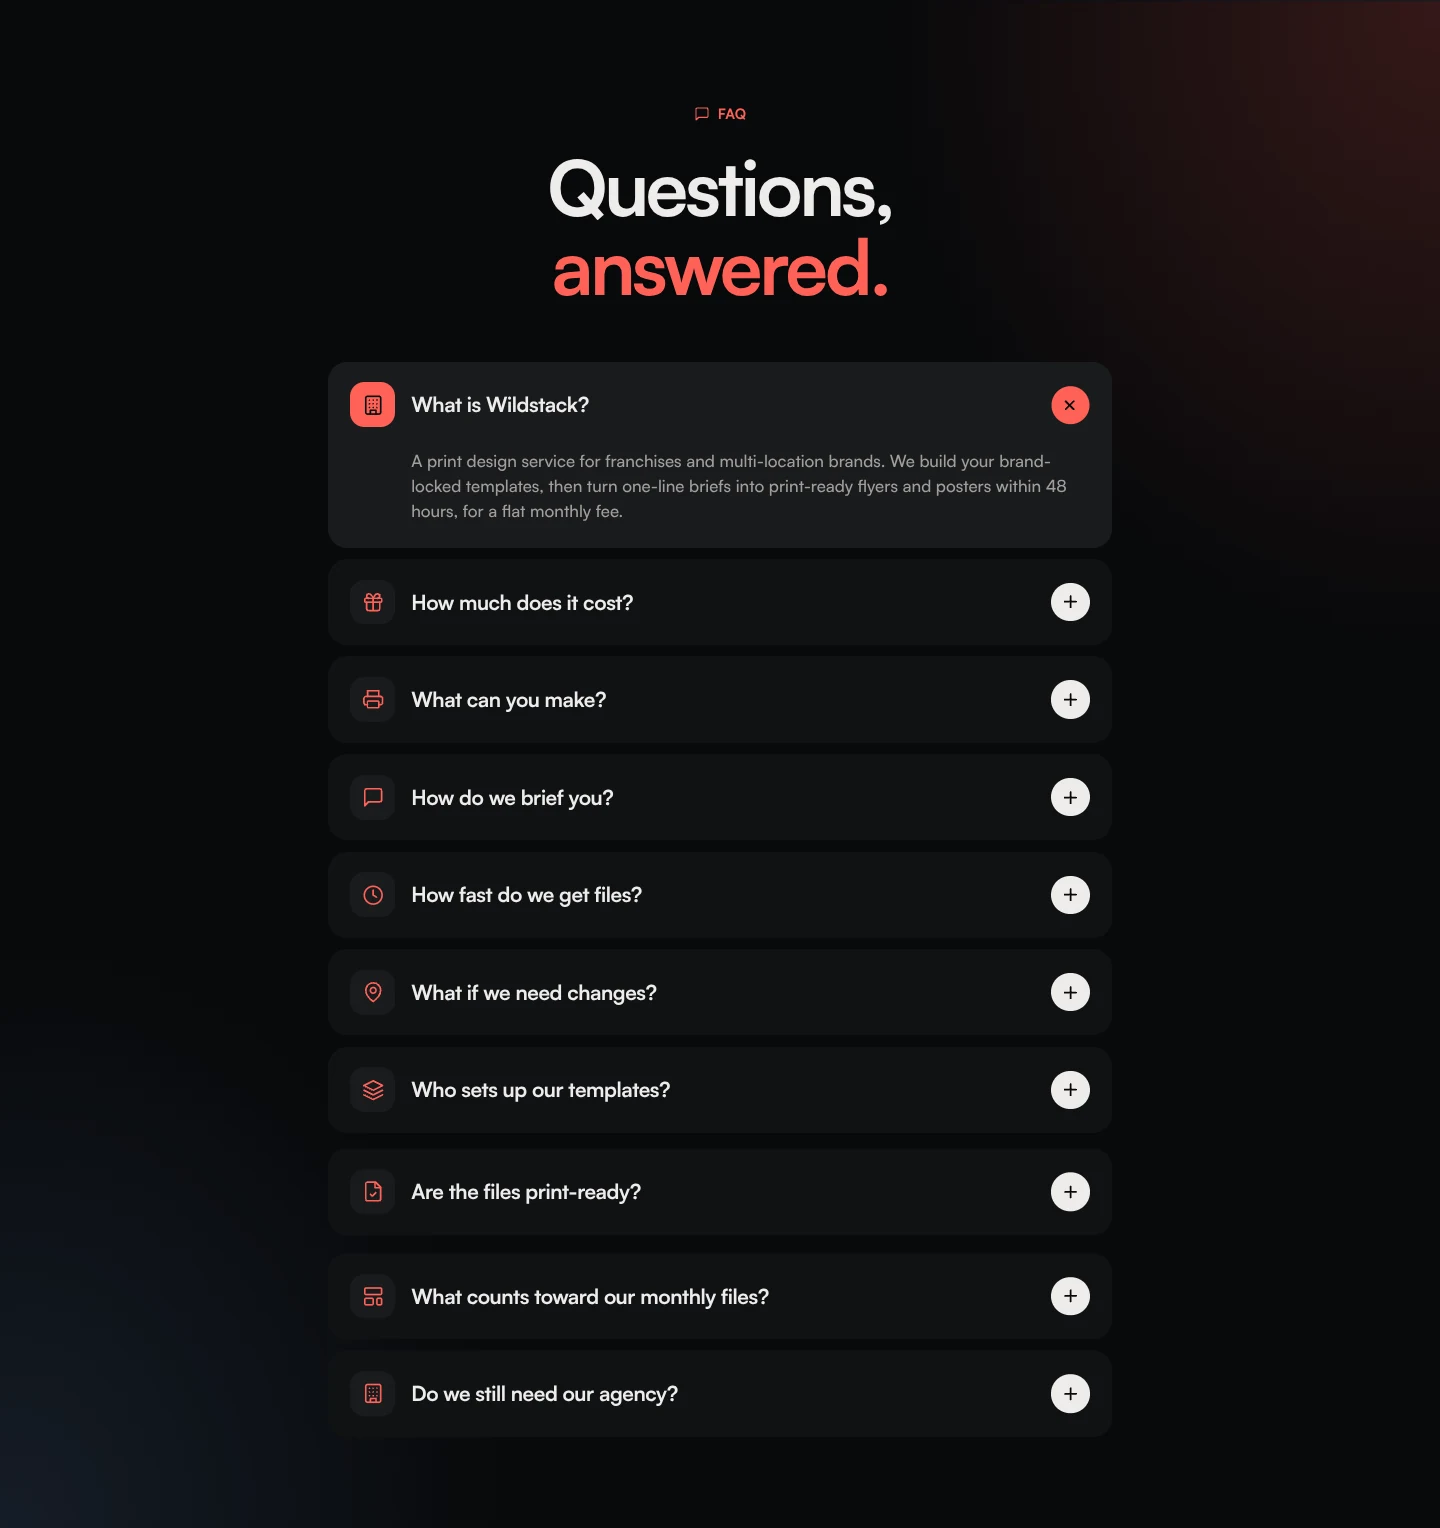 FAQ
Questions,
answered.
What is Wildstack?
A print design service for franchises and multi-location brands. We build your brand-
locked templates, then turn one-line briefs into print-ready flyers and posters within 48
hours, for a flat monthly fee.
How much does it cost?
What can you make?
How do we brief you?
How fast do we get files?
What if we need changes?
Who sets up our templates?
Are the files print-ready?
What counts toward our monthly files?
Do we still need our agency?